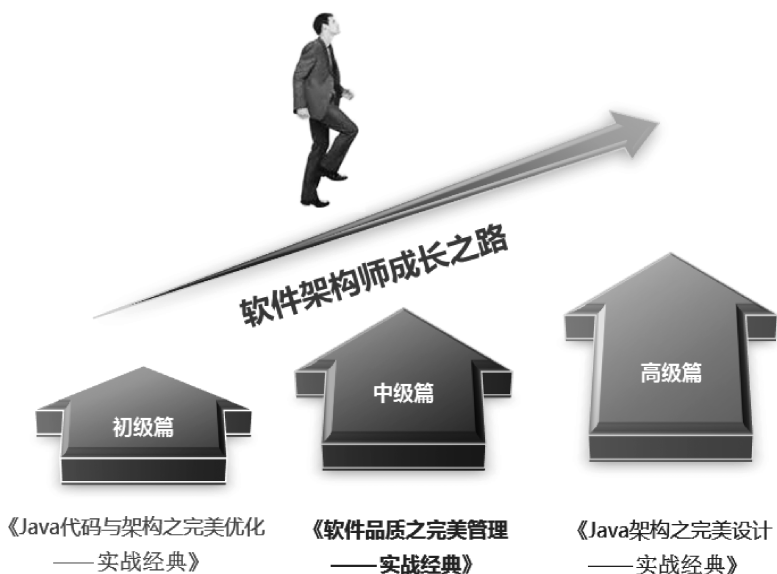 软件架构师成长之路
初级篇
中级篇
高级篇
《Java代码与架构之完美优化
——实战经典》
《软件品质之完美管理
——实战经典》
《Java架构之完美设计
——实战经典》